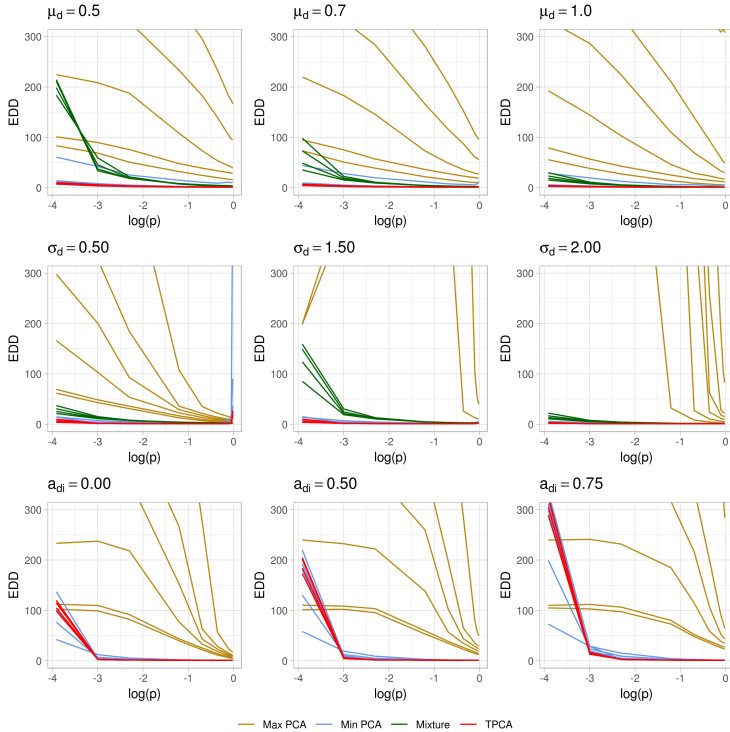 μd = 0.5
μd = 0.7
μd = 1.0
300
200
100
0
EDD
-4 -3 -2 -1 0
log(p)
300
200
100
0
EDD
-4 -3 -2 -1 0
log(p)
300
200
100
0
EDD
-4 -3 -2 -1 0
log(p)
σd = 0.50
σd = 1.50
σd = 2.00
300
200
100
0
EDD
-4 -3 -2 -1 0
log(p)
300
200
100
0
EDD
-4 -3 -2 -1 0
log(p)
300
200
100
0
EDD
-4 -3 -2 -1 0
log(p)
adi = 0.00
adi = 0.50
adi = 0.75
300
200
100
0
EDD
-4 -3 -2 -1 0
log(p)
300
200
100
0
EDD
-4 -3 -2 -1 0
log(p)
300
200
100
0
EDD
-4 -3 -2 -1 0
log(p)
Max PCA Min PCA Mixture TPCA